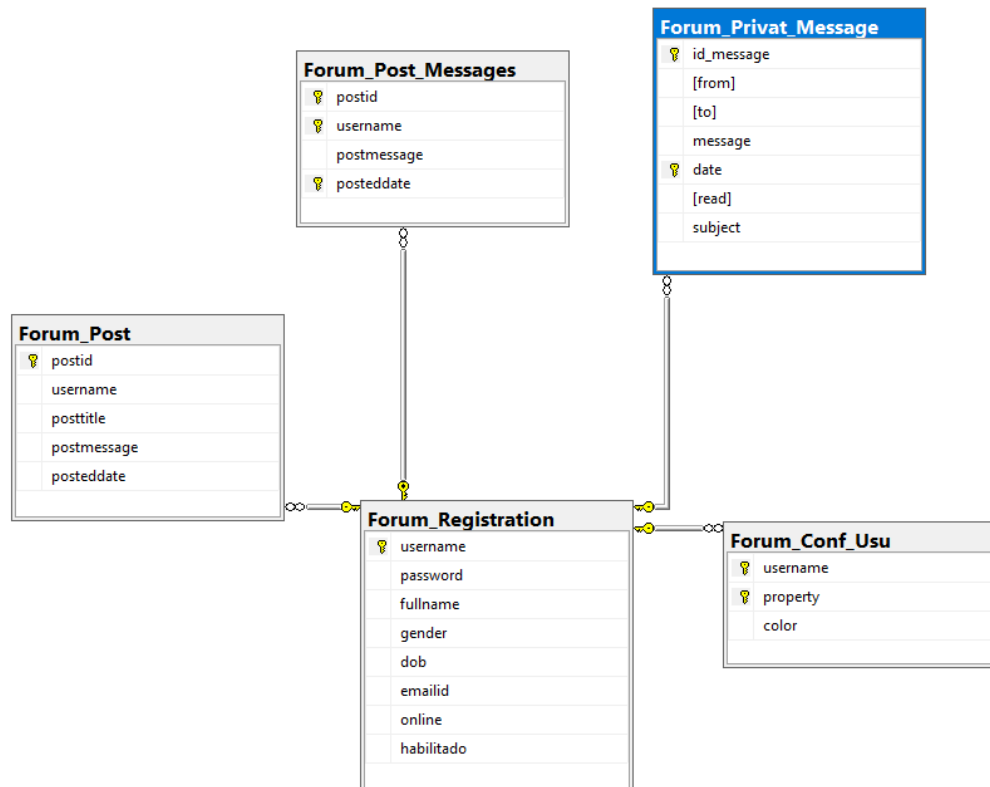 Forum_Privat_Message
id_message
[from]
[to]
message
date
[read]
subject
Forum_Post_Messages
postid
username
postmessage
posteddate
Forum_Post
postid
username
posttitle
postmessage
posteddate
Forum_Registration
username
password
fullname
gender
dob
emailid
online
habilitado
Forum_Conf_Usu
username
property
color